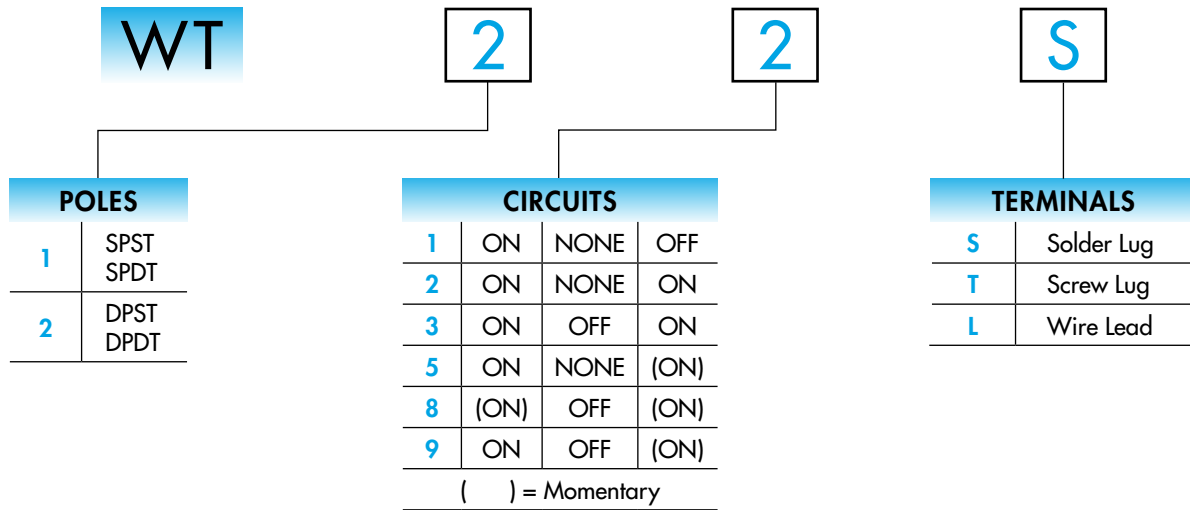 WT 2 2 S
POLES
1 SPST
SPDT
2 DPST
DPDT
CIRCUITS
1 ON NONE OFF
2 ON NONE ON
3 ON OFF ON
5 ON NONE (ON)
8 (ON) OFF (ON)
9 ON OFF (ON)
( ) = Momentary
TERMINALS
S Solder Lug
T Screw Lug
L Wire Lead